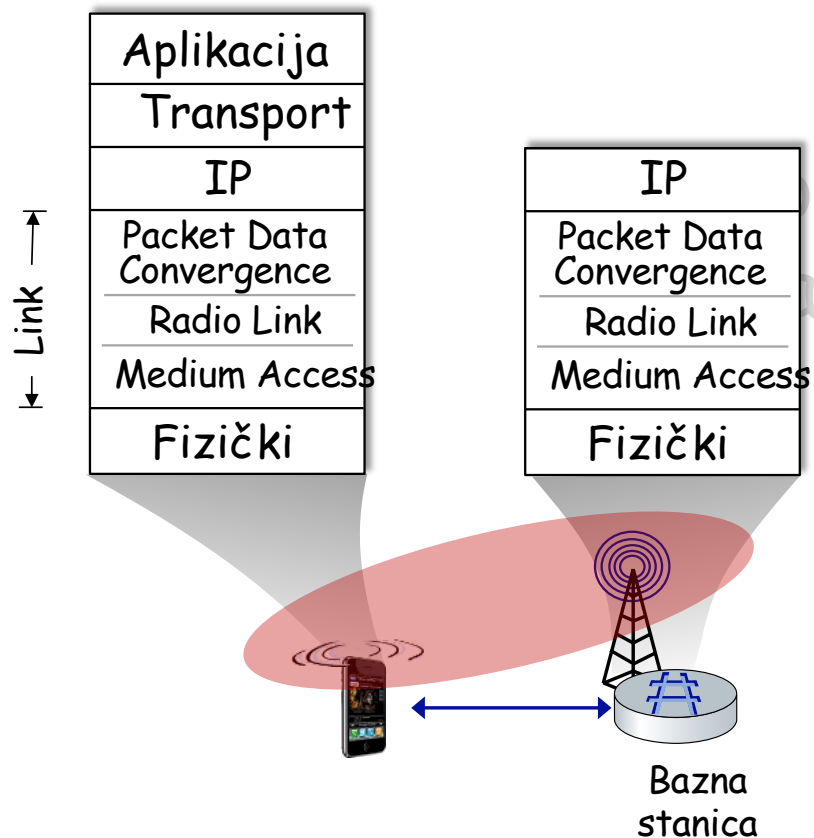 Aplikacija
Transport
IP
Packet Data
Convergence
Radio Link
Medium Access
Fizički
Link
IP
Packet Data
Convergence
Radio Link
Medium Access
Fizički
Bazna
stanica